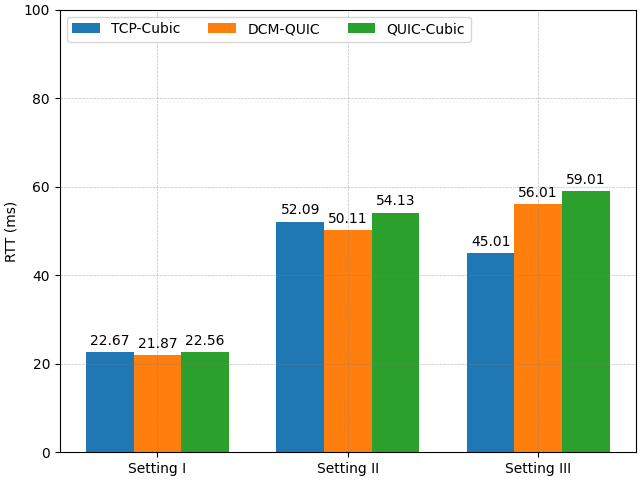 TCP-Cubic DCM-QUIC QUIC-Cubic
RTT (ms)
100
80
60
40
20
0
22.67 21.87 22.56
52.09 50.11 54.13
45.01 56.01 59.01
Setting I Setting II Setting III